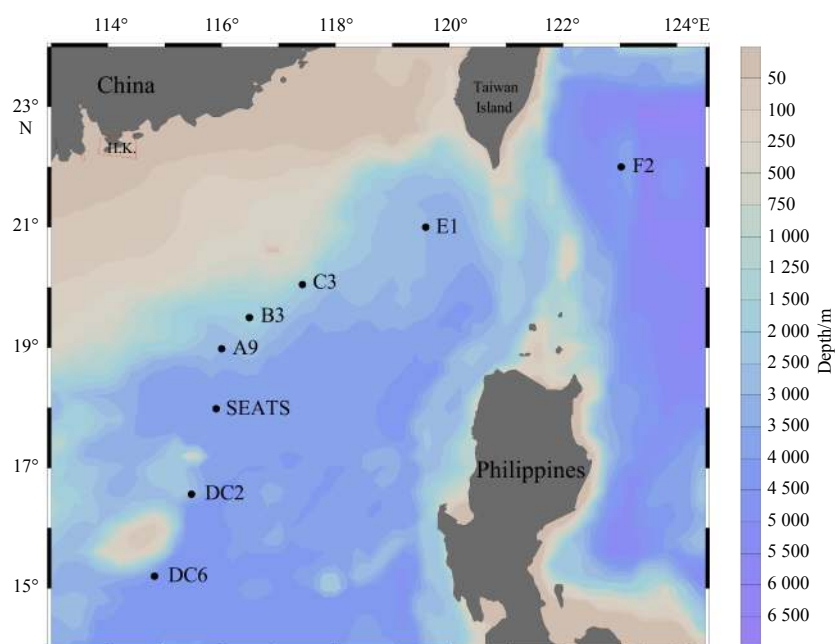 114° 116° 118° 120° 122° 124°E
China
Taiwan
Island
23°
N
H.K.
F2
21°
E1
C3
B3
19°
A9
SEATS
17°
Philippines
DC2
15°
DC6
50
100
250
500
750
1 000
1 250
1 500
2 000
2 500
3 000
3 500
4 000
4 500
5 000
5 500
6 000
6 500
Depth/m